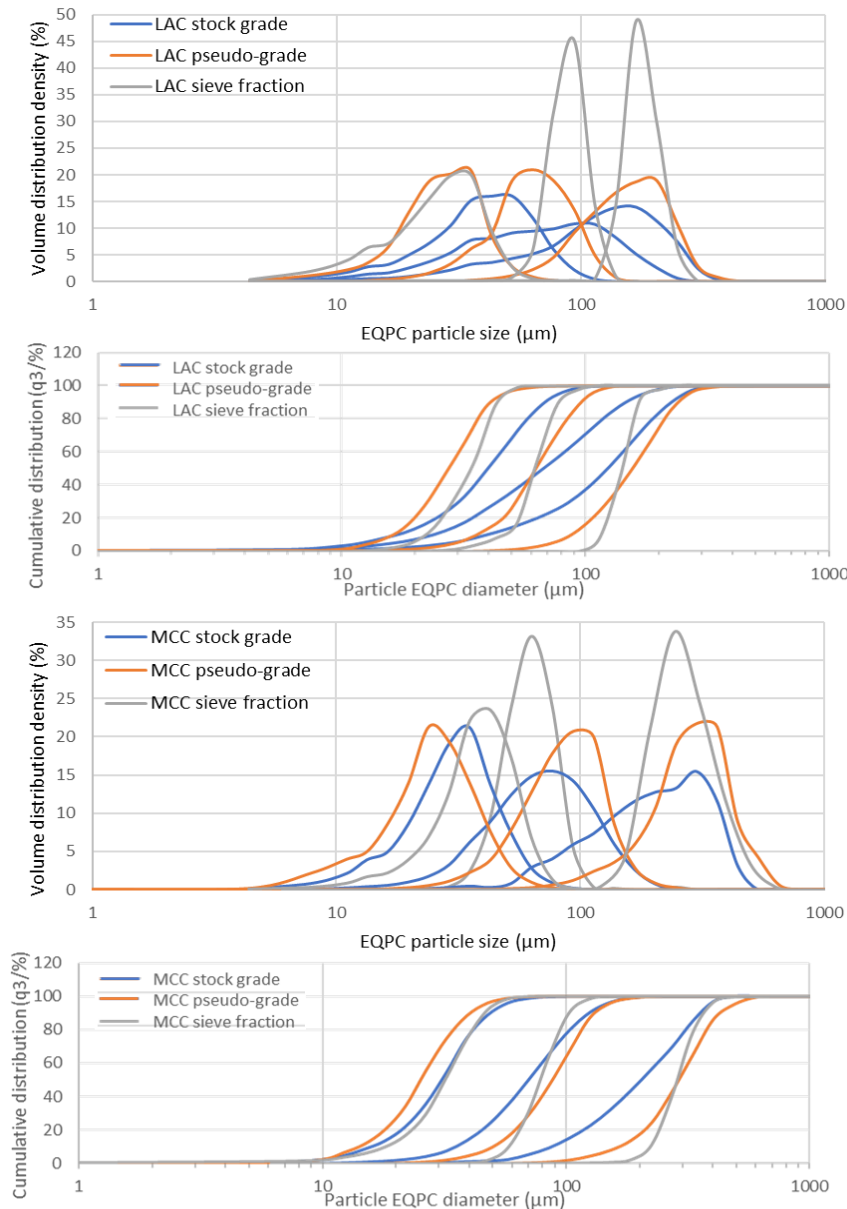 Volume distribution density (%)
50
45
40
35
30
25
20
15
10
5
0
LAC stock grade
LAC pseudo-grade
LAC sieve fraction
1
10
100
1000
EQPC particle size (µm)
Cumulative distribution (q3/%)
120
100
80
60
40
20
0
LAC stock grade
LAC pseudo-grade
LAC sieve fraction
1
10
100
1000
Particle EQPC diameter (µm)
Volume distribution density (%)
35
30
25
20
15
10
5
0
MCC stock grade
MCC pseudo-grade
MCC sieve fraction
1
10
100
1000
EQPC particle size (µm)
Cumulative distribution (q3/%)
120
100
80
60
40
20
0
MCC stock grade
MCC pseudo-grade
MCC sieve fraction
1
10
100
1000
Particle EQPC diameter (µm)